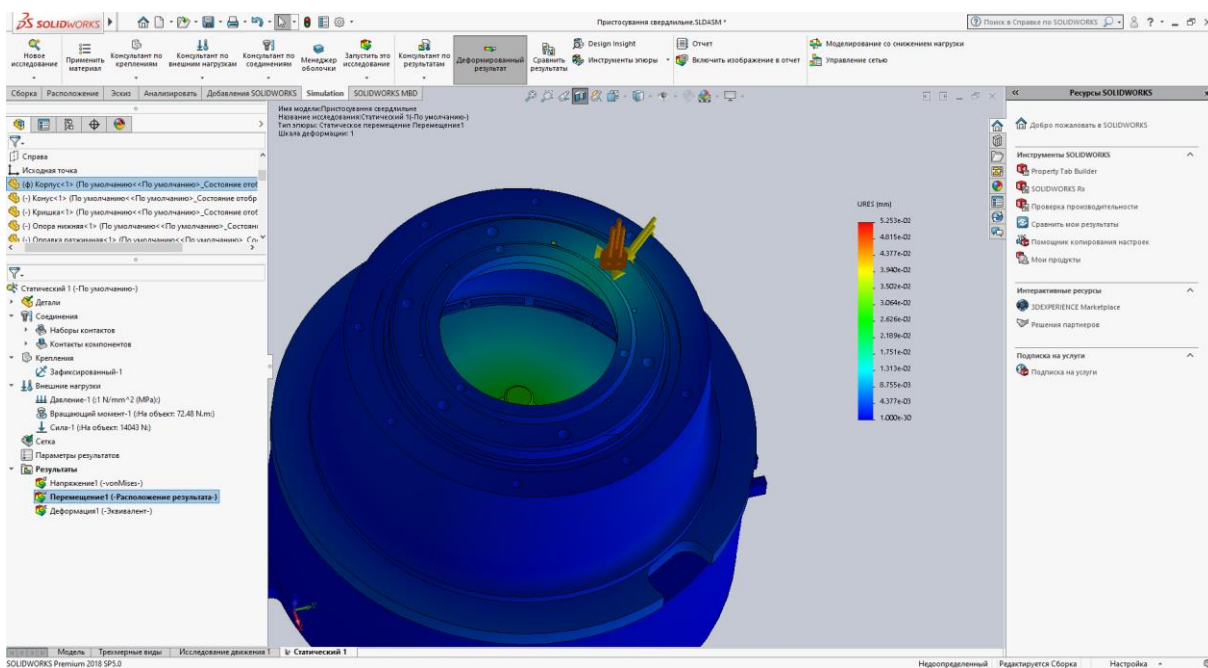 SOLIDWORKS
Пристосування свердлильне.SLDASM *
Поиск в Справке по SOLIDWORKS
Новое исследование
Применить материал
Консультант по креплениям
Консультант по внешним нагрузкам
Консультант по соединениям
Менеджер оболочки
Запустить это исследование
Консультант по результатам
Деформированный результат
Сравнить результаты
Design Insight
Инструменты эпюры
Отчет
Включить изображение в отчет
Моделирование со снижением нагрузки
Управление сетью
Сборка Расположение Эскиз Анализировать Добавления SOLIDWORKS Simulation SOLIDWORKS MBD
Имя модели:Пристосування свердлильне
Название исследования:Статический 1(-По умолчанию-)
Тип эпюры: Статическое перемещение Перемещение1
Шкала деформации: 1
Справа
Исходная точка
(ф) Корпус<1> (По умолчанию<<По умолчанию>_Состояние отоб
(-) Конус<1> (По умолчанию<<По умолчанию>_Состояние отобр
(-) Кришка<1> (По умолчанию<<По умолчанию>_Состояние отоб
(-) Опора нижняя<1> (По умолчанию<<По умолчанию>_Состояни
Статический 1 (-По умолчанию-)
Детали
Соединения
Наборы контактов
Контакты компонентов
Крепления
Зафиксированный-1
Внешние нагрузки
Давление-1 (:1 N/mm^2 (MPa):)
Вращающий момент-1 (:На объект: 72.48 N.m:)
Сила-1 (:На объект: 14043 N:)
Сетка
Параметры результатов
Результаты
Напряжение1 (-vonMises-)
Перемещение1 (-Расположение результата-)
Деформация1 (-Эквивалент-)
URES (mm)
5.253e-02
4.815e-02
4.377e-02
3.940e-02
3.502e-02
3.064e-02
2.626e-02
2.189e-02
1.751e-02
1.313e-02
8.755e-03
4.377e-03
1.000e-30
Ресурсы SOLIDWORKS
Добро пожаловать в SOLIDWORKS
Инструменты SOLIDWORKS
Property Tab Builder
SOLIDWORKS Rx
Проверка производительности
Сравнить мои результаты
Помощник копирования настроек
Мои продукты
Интерактивные ресурсы
3DEXPERIENCE Marketplace
Решения партнеров
Подписка на услуги
Подписка на услуги
Модель Трехмерные виды Исследование движения 1 Статический 1
SOLIDWORKS Premium 2018 SP5.0
Недоопределенный Редактируется Сборка Настройка